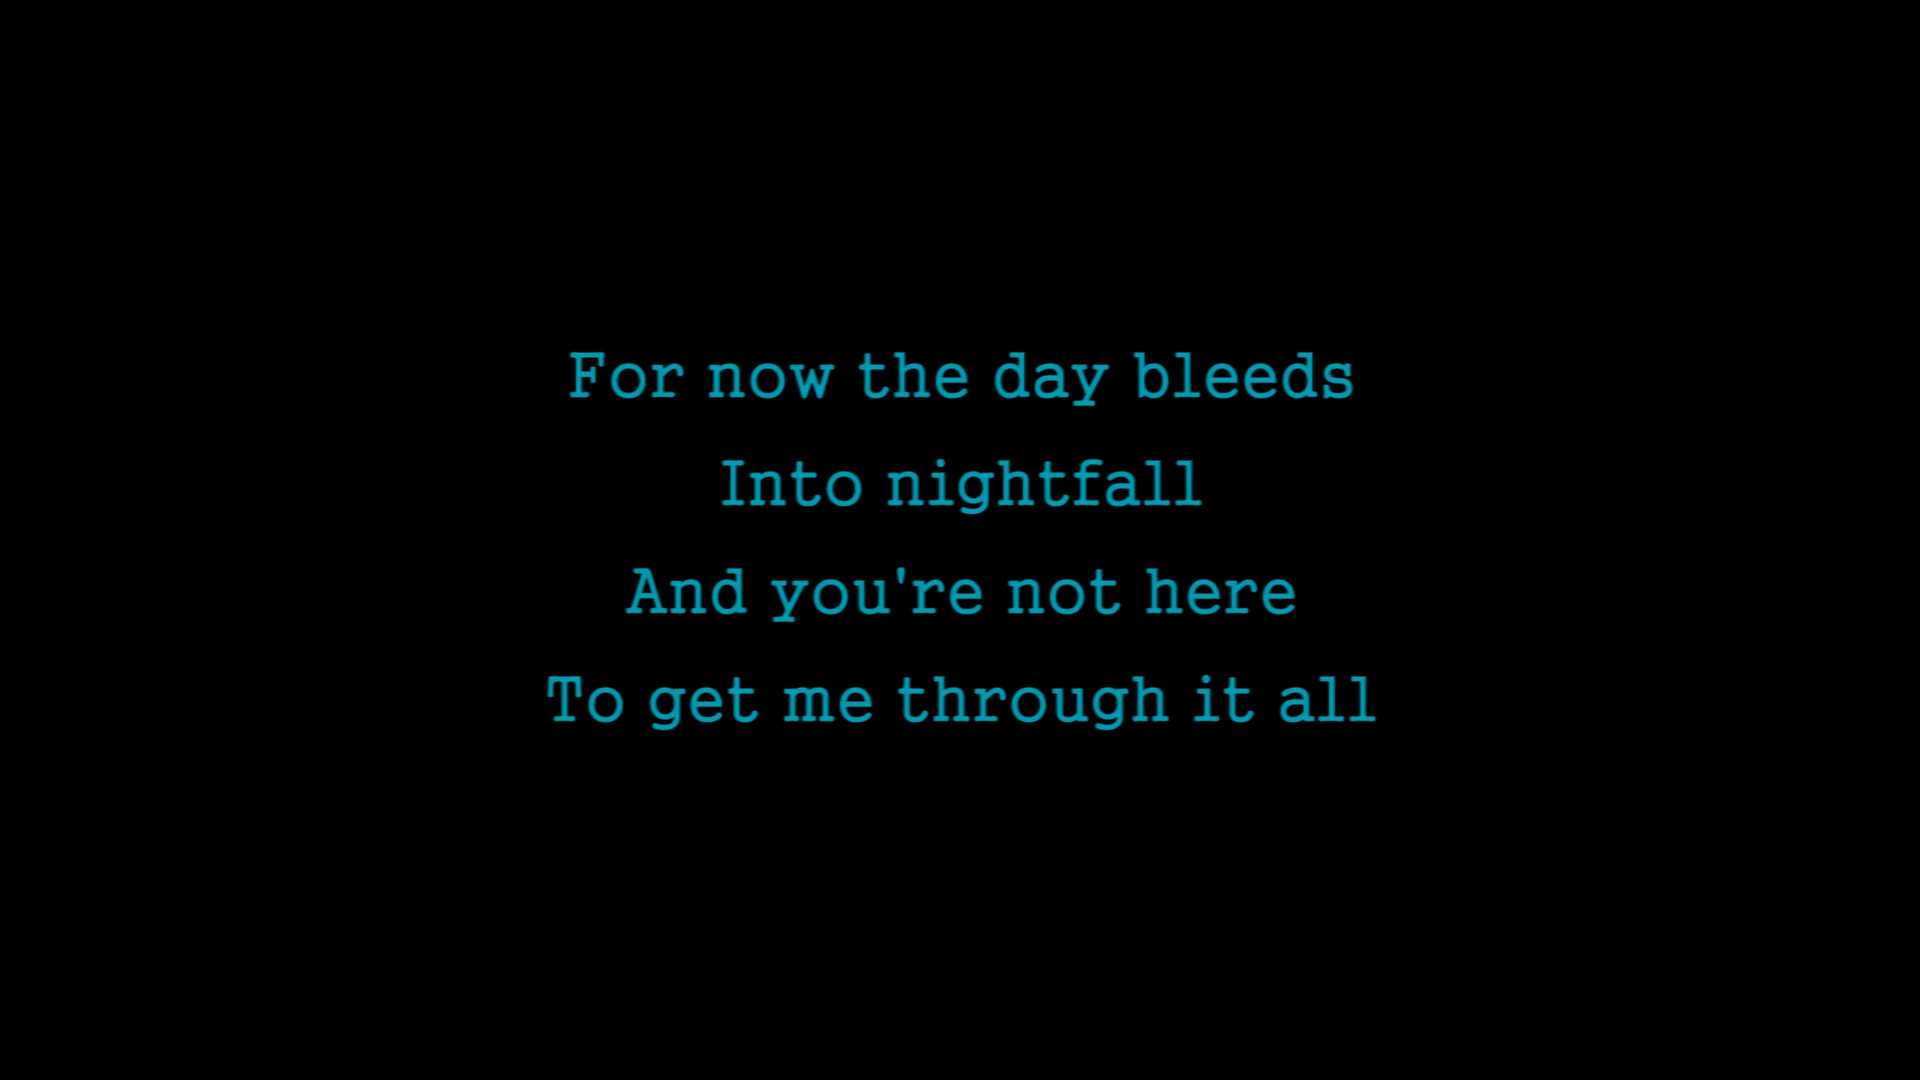 For now the day bleeds
Into nightfall
And you're not here
To get me through it all